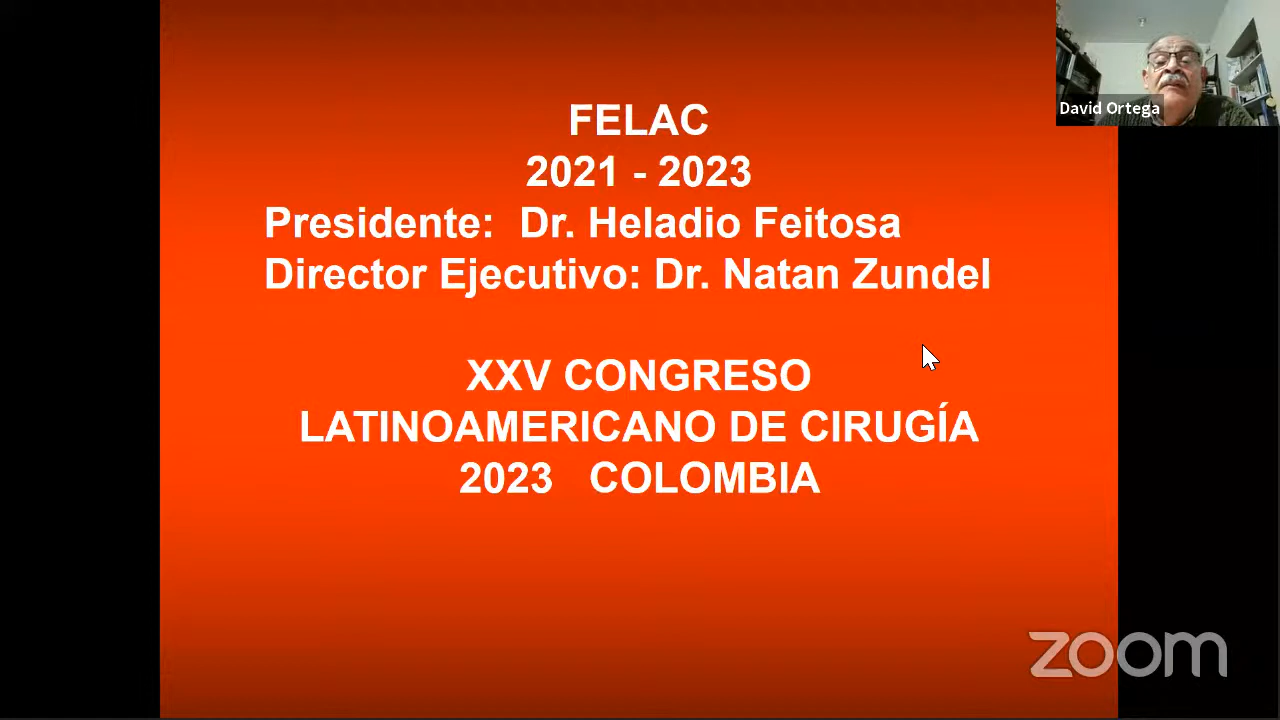 FELAC
2021 - 2023
Presidente: Dr. Heladio Feitosa
Director Ejecutivo: Dr. Natan Zundel
XXV CONGRESO
LATINOAMERICANO DE CIRUGÍA
2023 COLOMBIA
David Ortega
zoom